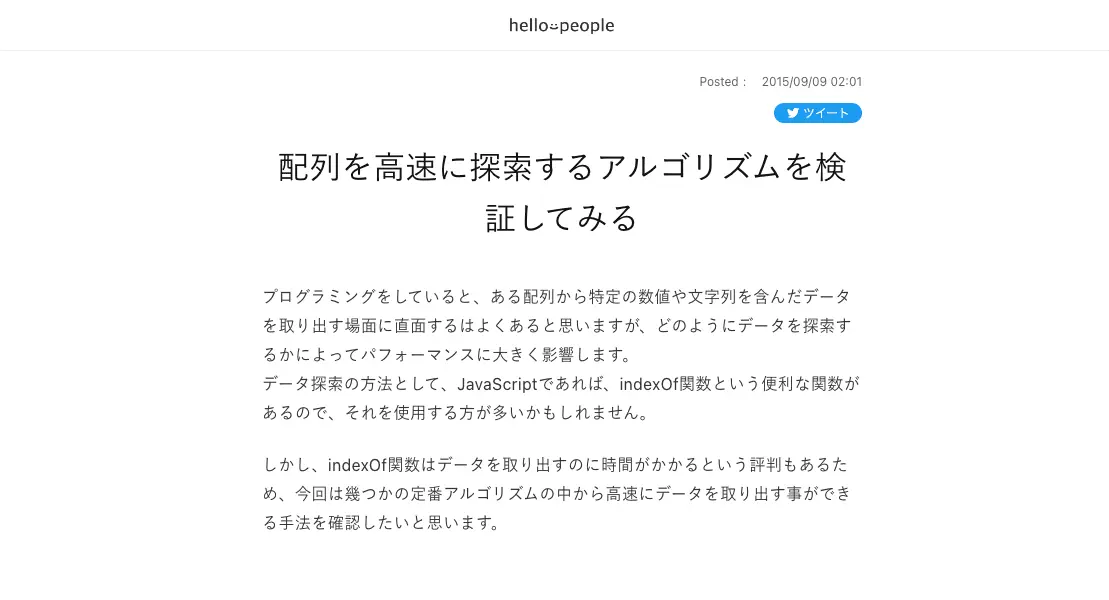 hello people
Posted : 2015/09/09 02:01
ツイート
配列を高速に探索するアルゴリズムを検
証してみる
プログラミングをしていると、ある配列から特定の数値や文字列を含んだデータ
を取り出す場面に直面するはよくあると思いますが、どのようにデータを探索す
るかによってパフォーマンスに大きく影響します。
データ探索の方法として、JavaScriptであれば、indexOf関数という便利な関数が
あるので、それを使用する方が多いかもしれません。
しかし、indexOf関数はデータを取り出すのに時間がかかるという評判もあるた
め、今回は幾つかの定番アルゴリズムの中から高速にデータを取り出す事ができ
る手法を確認したいと思います。